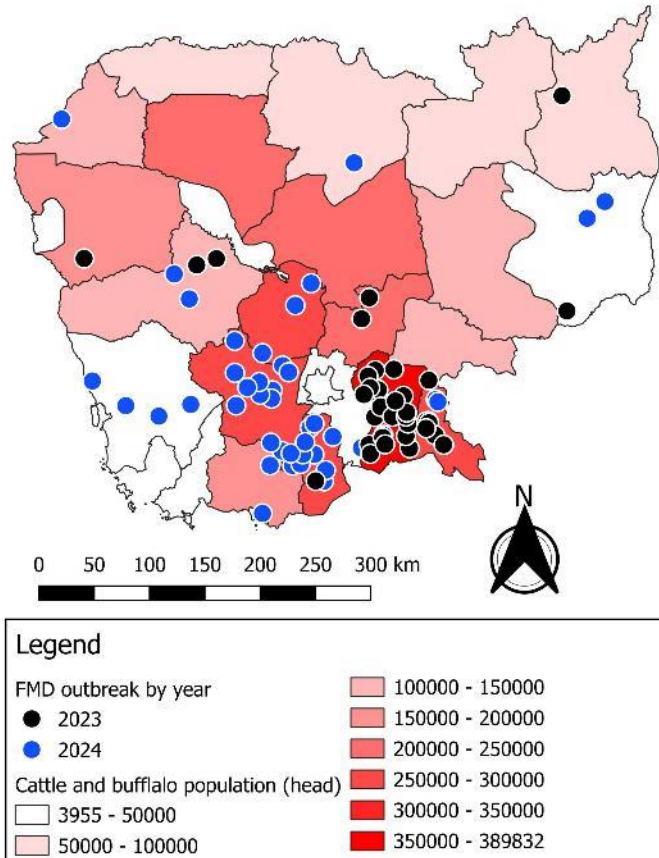 N
0 50 100 150 200 250 300 km
Legend
FMD outbreak by year
2023
2024
Cattle and bufflalo population (head)
3955 - 50000
50000 - 100000
100000 - 150000
150000 - 200000
200000 - 250000
250000 - 300000
300000 - 350000
350000 - 389832